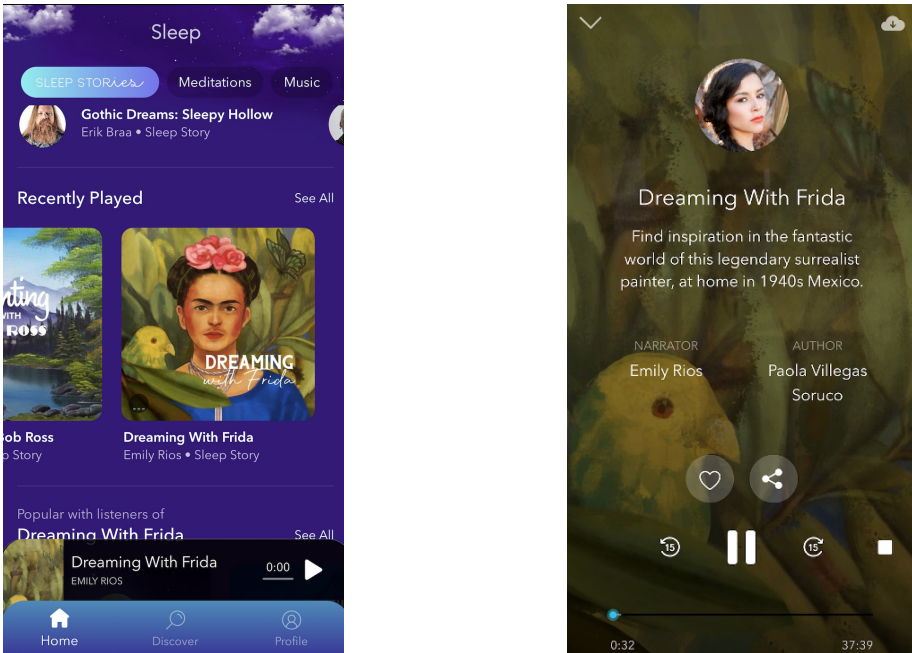 Sleep
SLEEP STORies
Meditations
Music
Gothic Dreams: Sleepy Hollow
Erik Braa • Sleep Story
Recently Played
See All
nting
WITH
ROSS
DREAMING
with Frida
Bob Ross
p Story
Dreaming With Frida
Emily Rios • Sleep Story
Popular with listeners of
Dreaming With Frida
See All
Dreaming With Frida
EMILY RIOS
0:00
Home
Discover
Profile
Dreaming With Frida
Find inspiration in the fantastic
world of this legendary surrealist
painter, at home in 1940s Mexico.
NARRATOR
Emily Rios
AUTHOR
Paola Villegas
Soruco
15
15
0:32
37:39